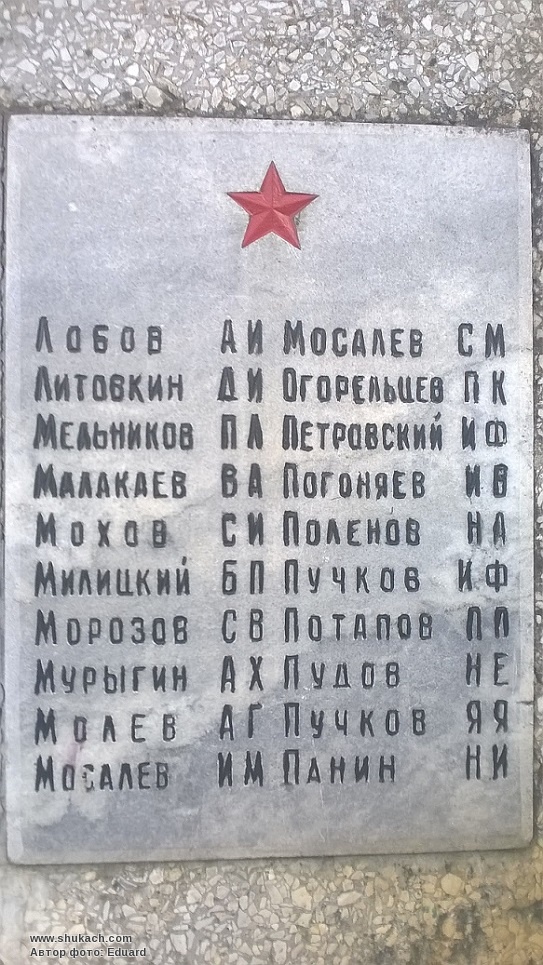 Лобов АИ Мосалев СМ
Литовкин ДИ Огорельцев ПК
Мельников ПЛ Петровский ИФ
Малакаев ВА Погоняев ИВ
Мохов СИ Поленов НА
Милицкий БП Пучков ИФ
Морозов СВ Потапов ПП
Мурыгин АХ Пудов НЕ
Молев АГ Пучков ЯЯ
Мосалев ИМ Панин НИ
www.shukach.com
Автор фото: Eduard